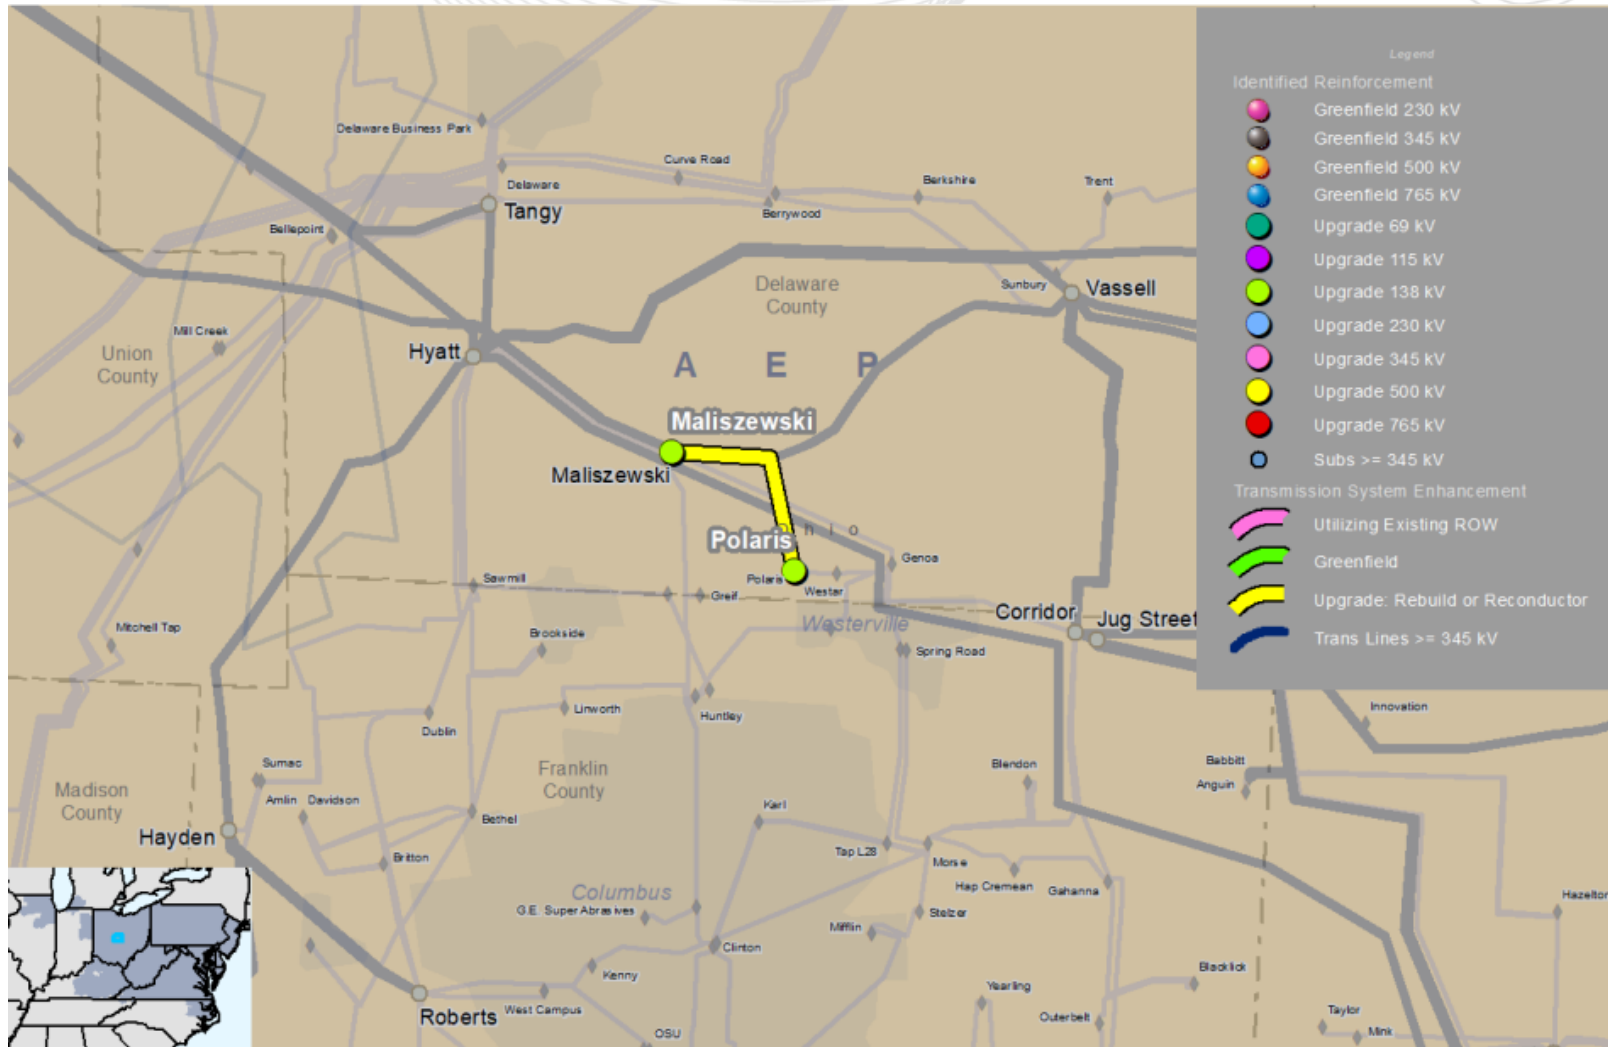 Legend
Identified Reinforcement
Greenfield 230 kV
Greenfield 345 kV
Greenfield 500 kV
Greenfield 765 kV
Upgrade 69 kV
Upgrade 115 kV
Upgrade 138 kV
Upgrade 230 kV
Upgrade 345 kV
Upgrade 500 kV
Upgrade 765 kV
Subs >= 345 kV
Transmission System Enhancement
Utilizing Existing ROW
Greenfield
Upgrade: Rebuild or Reconductor
Trans Lines >= 345 kV
Delaware Business Park
Curve Road
Delaware
Berkshire
Trent
Tangy
Berrywood
Bellepoint
Delaware
County
Sunbury
Vassell
Mill Creek
Union
County
Hyatt
A E P
Maliszewski
Maliszewski
Ohio
Polaris
Genoa
Polaris
Westar
Sawmill
Greif
Corridor
Jug Street
Westerville
Mitchell Tap
Brookside
Spring Road
Linworth
Huntley
Innovation
Dublin
Sumac
Franklin
County
Blendon
Babbitt
Anguin
Madison
County
Amlin
Davidson
Karl
Bethel
Hayden
Britton
Tap L28
Morse
Hap Cremean
Gahanna
Columbus
G.E. Super Abrasives
Stelzer
Hazelton
Mifflin
Clinton
Kenny
Blacklick
Yearling
West Campus
Roberts
Outerbelt
Taylor
OSU
Mink